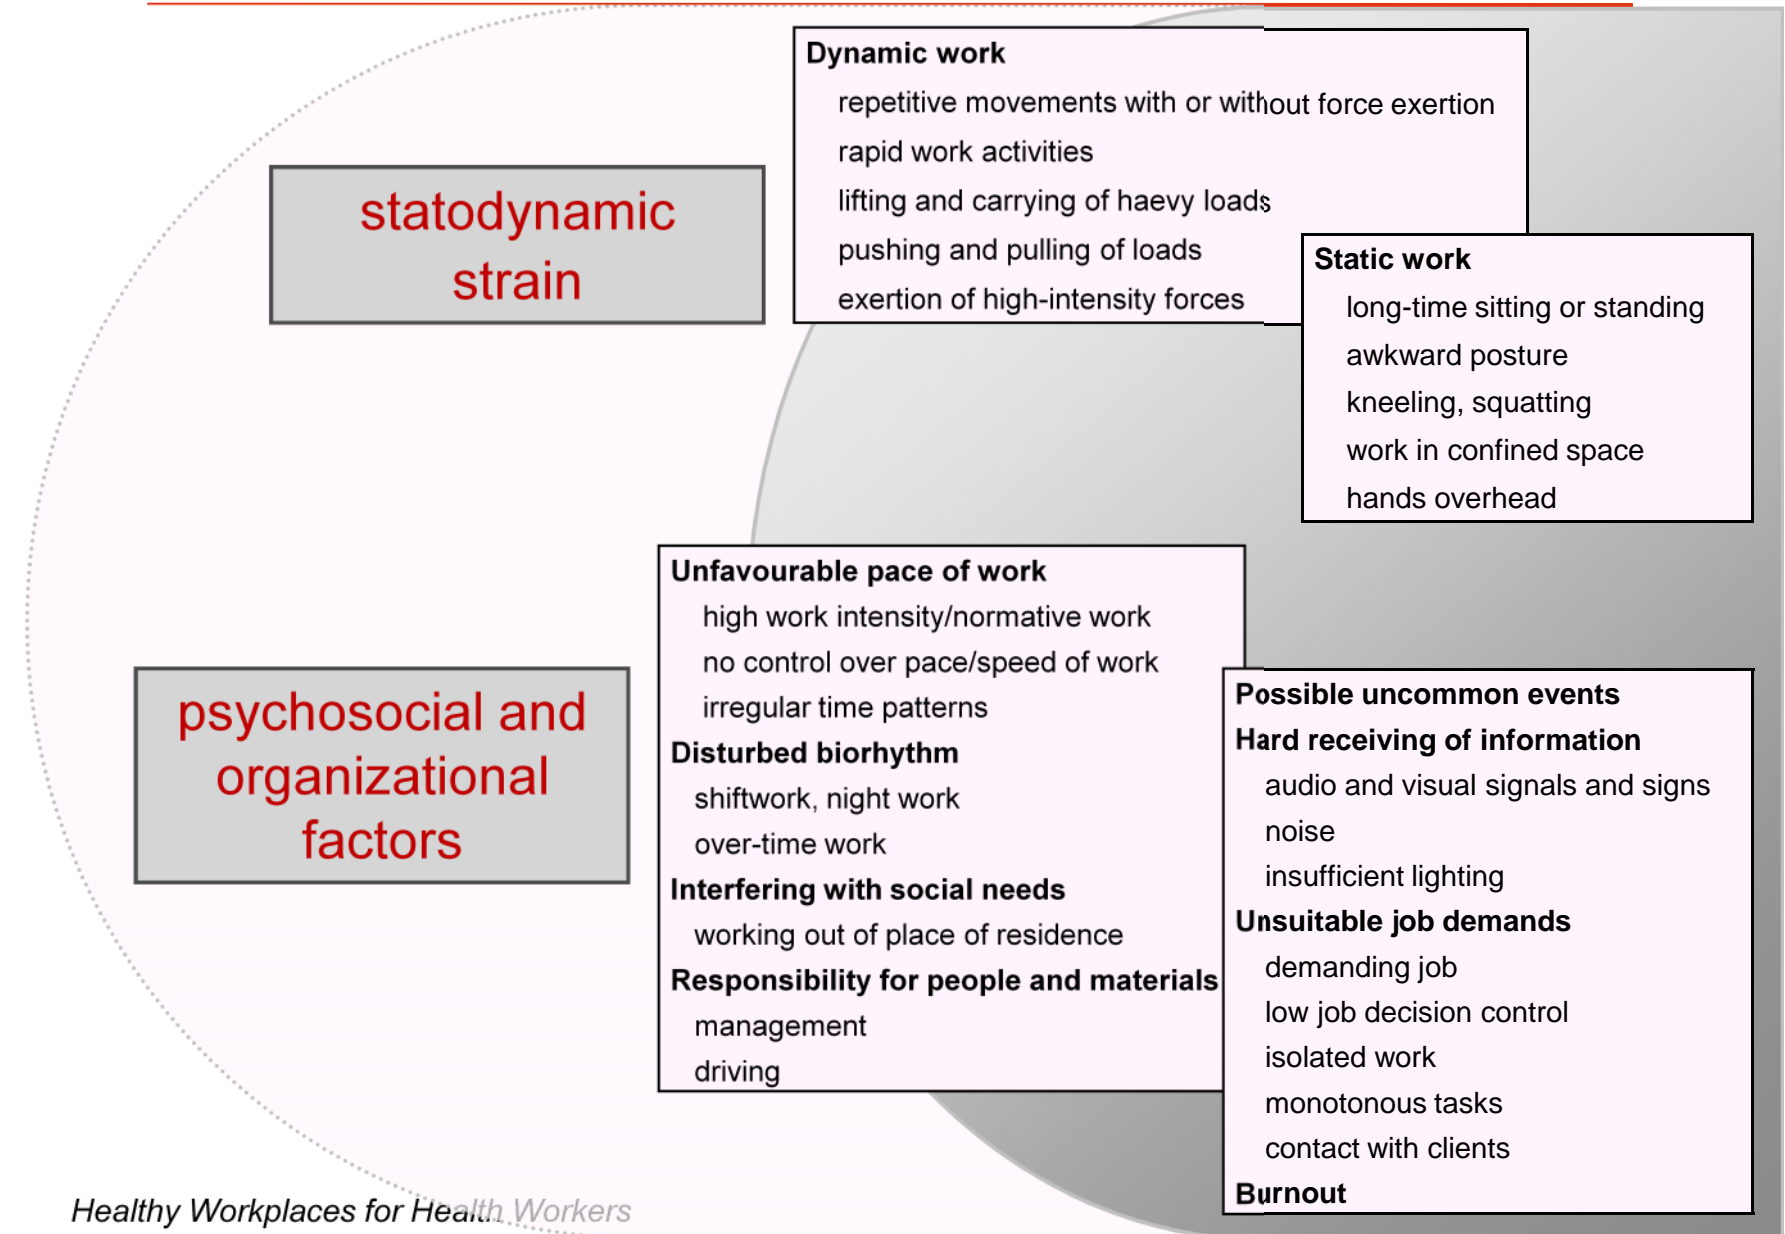 Dynamic work
repetitive movements with or without force exertion
rapid work activities
lifting and carrying of haevy loads
pushing and pulling of loads
exertion of high-intensity forces
statodynamic
strain
Static work
long-time sitting or standing
awkward posture
kneeling, squatting
work in confined space
hands overhead
Unfavourable pace of work
high work intensity/normative work
no control over pace/speed of work
irregular time patterns
Disturbed biorhythm
shiftwork, night work
over-time work
Interfering with social needs
working out of place of residence
Responsibility for people and materials
management
driving
psychosocial and
organizational
factors
Possible uncommon events
Hard receiving of information
audio and visual signals and signs
noise
insufficient lighting
Unsuitable job demands
demanding job
low job decision control
isolated work
monotonous tasks
contact with clients
Burnout
Healthy Workplaces for Health Workers